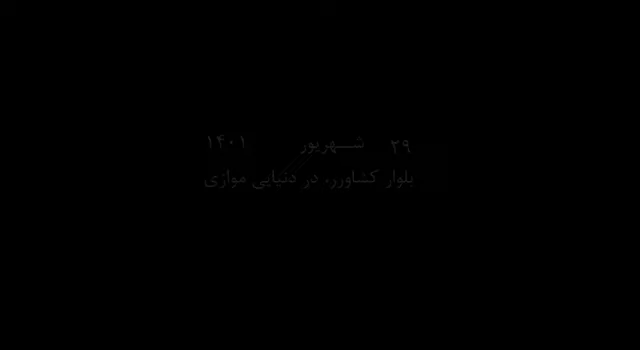 ۲۹ شهریور ۱۴۰۱
بلوار کشاورز، در دنیایی موازی